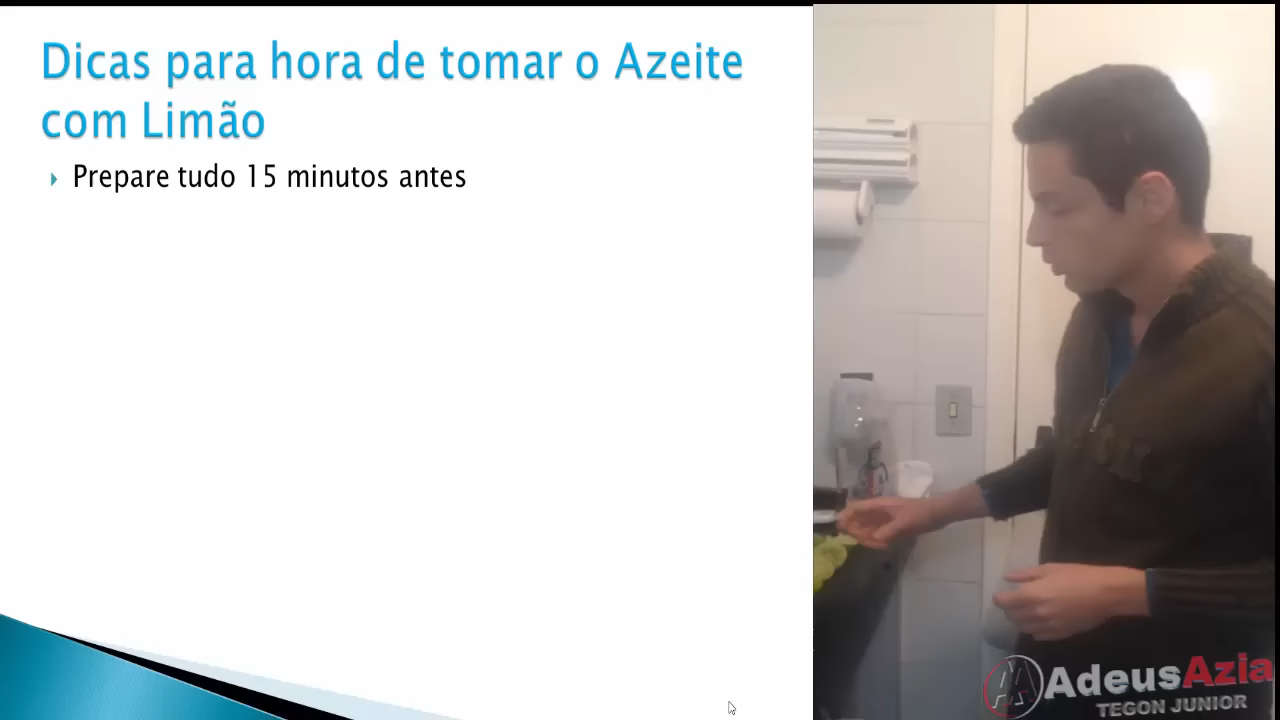 Dicas para hora de tomar o Azeite
com Limão
Prepare tudo 15 minutos antes
AdeusAzia
TEGON JUNIOR